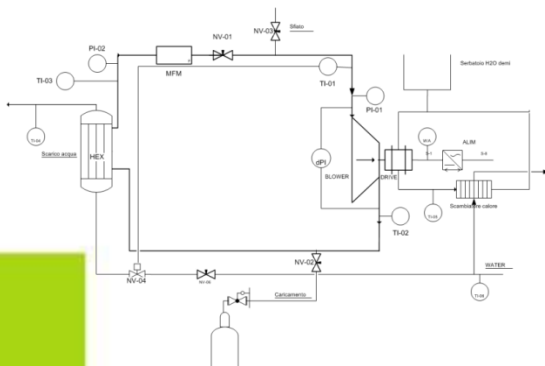 NV-03
Sfiato
NV-01
PI-02
MFM
TI-03
TI-01
Serbatoio H2O demi
PI-01
HEX
Scarico acqua
dPI
BLOWER
DRIVE
ALIM
Scambiatore calore
TI-02
NV-02
NV-04
WATER
Caricamento